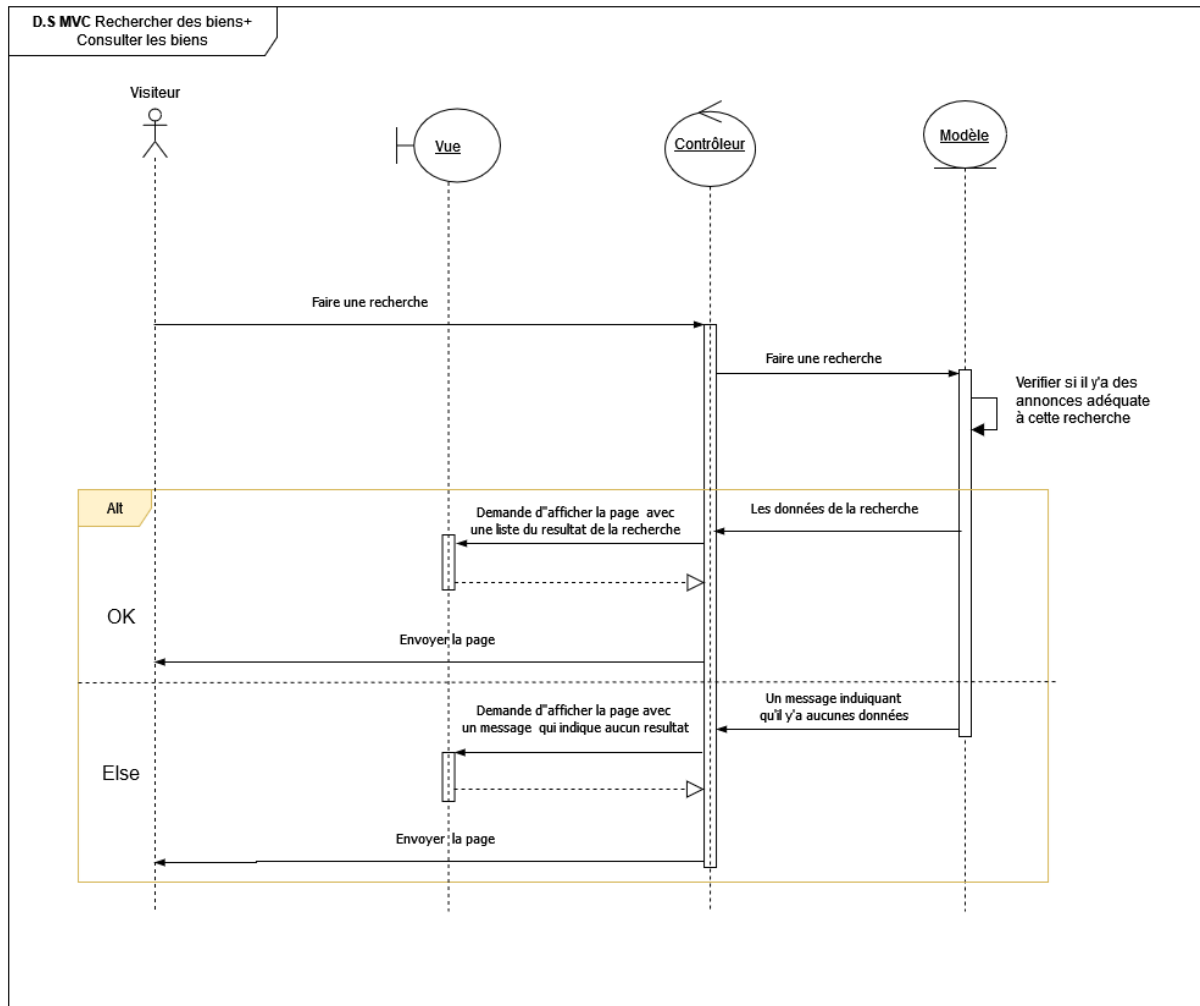 D.S MVC Rechercher des biens+
Consulter les biens
Visiteur
Vue
Contrôleur
Modèle
Faire une recherche
Faire une recherche
Verifier si il y'a des
annonces adéquate
à cette recherche
Alt
Demande d"afficher la page avec
une liste du resultat de la recherche
Les données de la recherche
OK
Envoyer la page
Un message induiquant
qu'il y'a aucunes données
Demande d"afficher la page avec
un message qui indique aucun resultat
Else
Envoyer la page